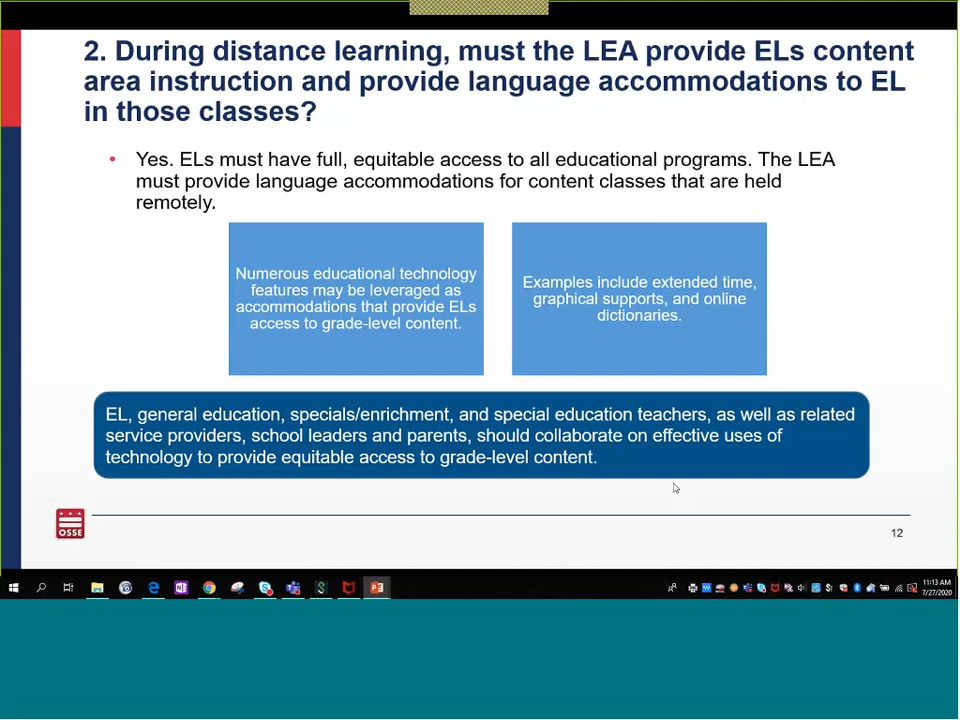 2. During distance learning, must the LEA provide ELs content
area instruction and provide language accommodations to EL
in those classes?
• Yes. ELs must have full, equitable access to all educational programs. The LEA
must provide language accommodations for content classes that are held
remotely.
Numerous educational technology
features may be leveraged as
accommodations that provide ELs
access to grade-level content.
Examples include extended time,
graphical supports, and online
dictionaries.
EL, general education, specials/enrichment, and special education teachers, as well as related
service providers, school leaders and parents, should collaborate on effective uses of
technology to provide equitable access to grade-level content.
OSSE
12
11:13 AM
7/27/2020